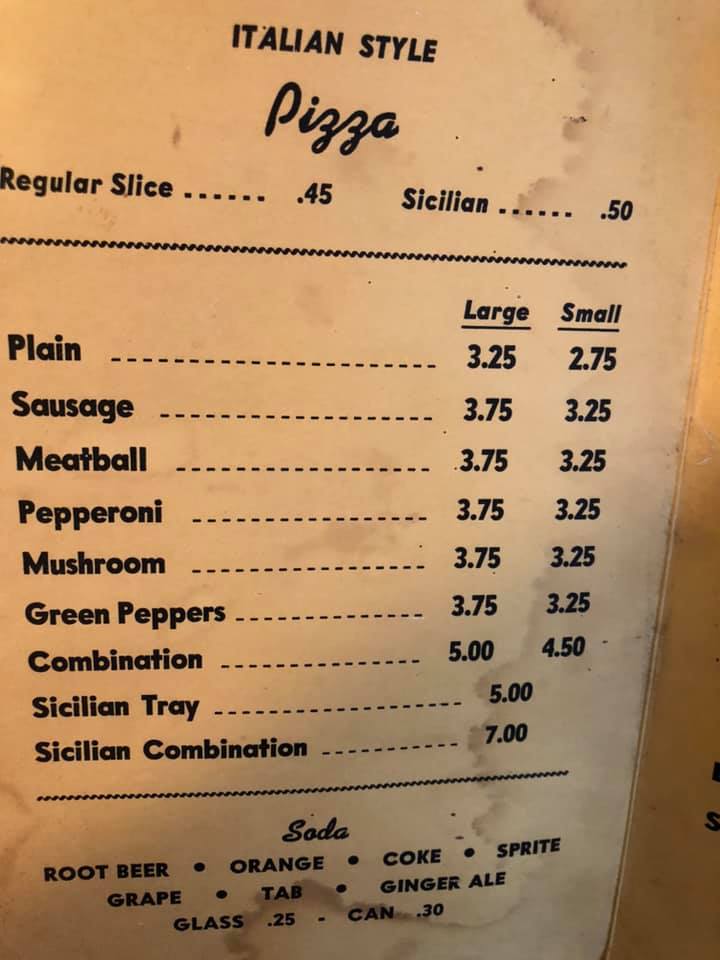 ITALIAN STYLE
Pizza
Regular Slice ...... .45 Sicilian ...... .50
Large Small
Plain ---------------------- 3.25 2.75
Sausage ------------------ 3.75 3.25
Meatball ----------------- 3.75 3.25
Pepperoni ---------------- 3.75 3.25
Mushroom ---------------- 3.75 3.25
Green Peppers ------------- 3.75 3.25
Combination -------------- 5.00 4.50
Sicilian Tray ----------------- 5.00
Sicilian Combination --------- 7.00
Soda
ROOT BEER • ORANGE • COKE • SPRITE
GRAPE • TAB • GINGER ALE
GLASS .25 - CAN .30